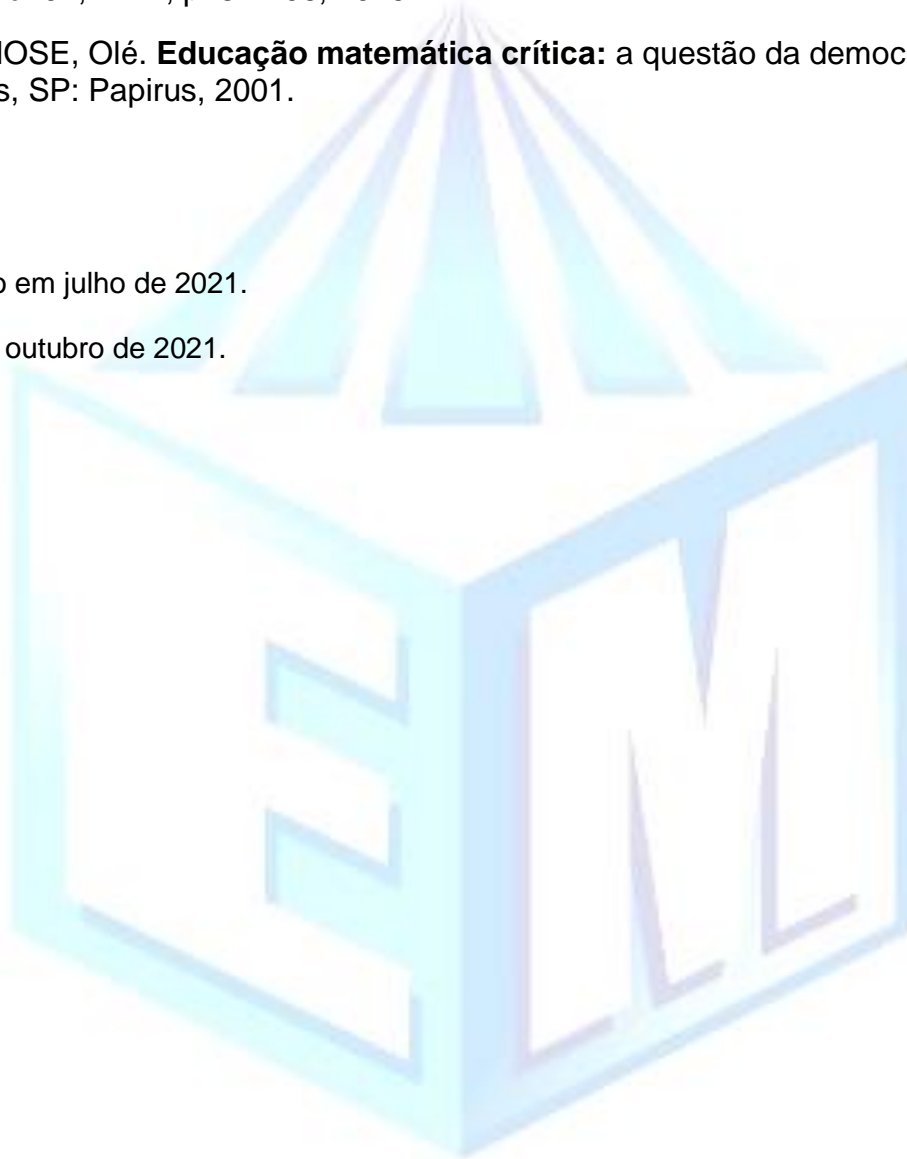 OSE, Olé. Educação matemática crítica: a questão da democ
s, SP: Papirus, 2001.
o em julho de 2021.
outubro de 2021.
E M